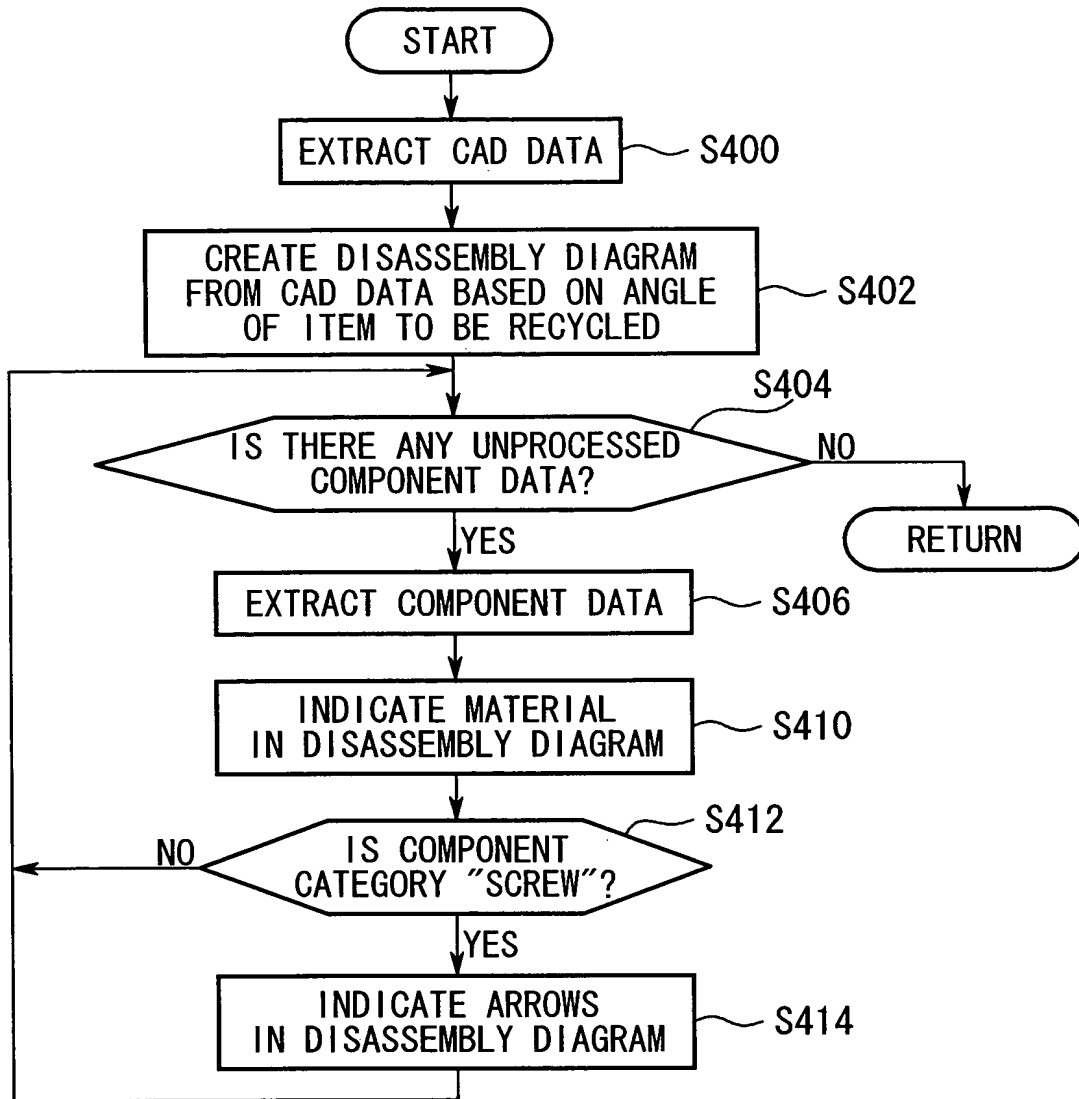 START
EXTRACT CAD DATA
S400
CREATE DISASSEMBLY DIAGRAM
FROM CAD DATA BASED ON ANGLE
OF ITEM TO BE RECYCLED
S402
S404
IS THERE ANY UNPROCESSED
COMPONENT DATA?
NO
RETURN
YES
EXTRACT COMPONENT DATA
S406
INDICATE MATERIAL
IN DISASSEMBLY DIAGRAM
S410
S412
IS COMPONENT
CATEGORY "SCREW"?
NO
YES
INDICATE ARROWS
IN DISASSEMBLY DIAGRAM
S414